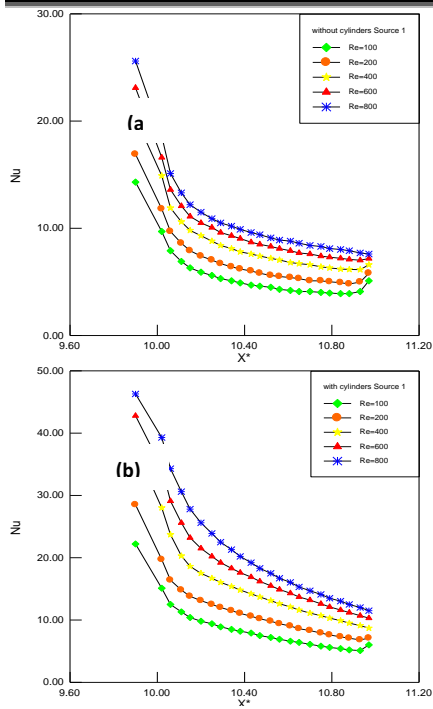 30.00
without cylinders Source 1
Re=100
Re=200
Re=400
Re=600
Re=800
20.00
(a
Nu
10.00
0.00
9.60 10.00 10.40 10.80 11.20
X*
50.00
with cylinders Source 1
Re=100
Re=200
Re=400
Re=600
Re=800
40.00
(b)
30.00
Nu
20.00
10.00
0.00
9.60 10.00 10.40 10.80 11.20
X*